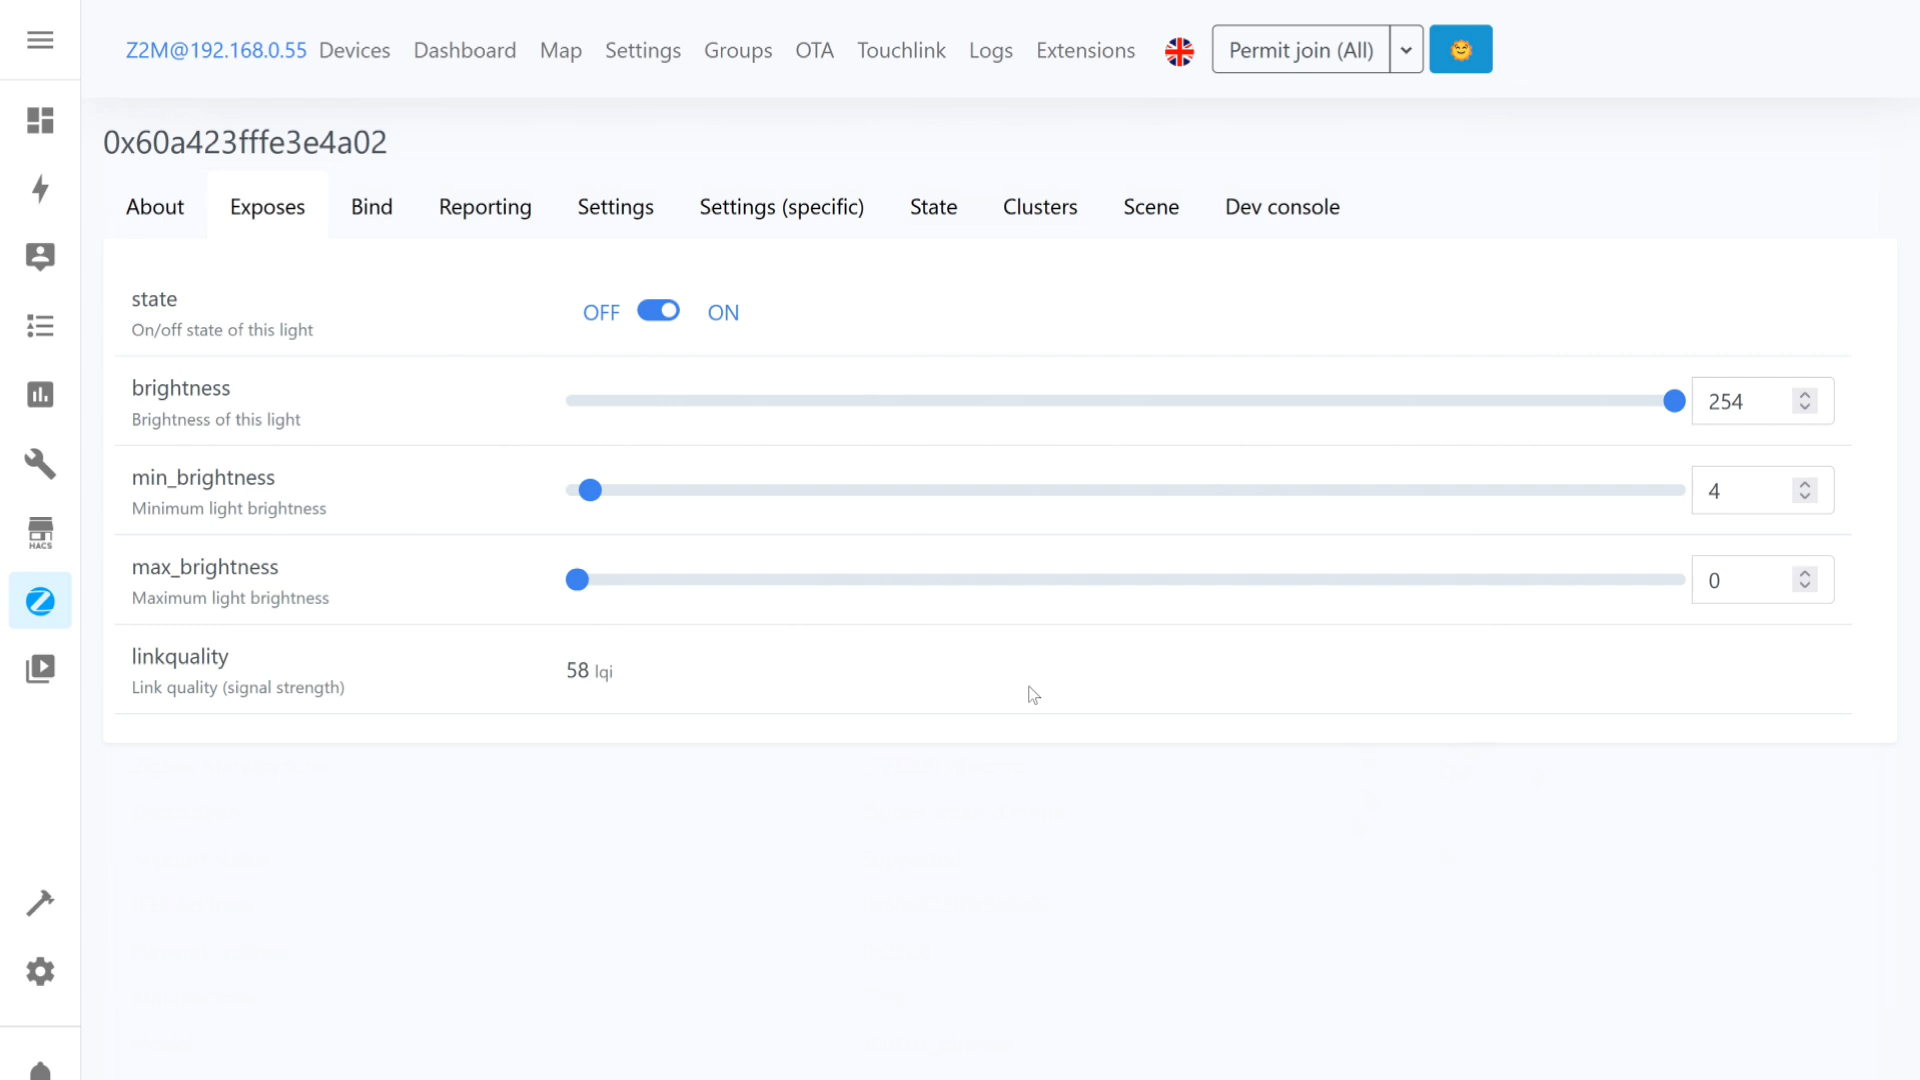 Z2M@192.168.0.55 Devices Dashboard Map Settings Groups OTA Touchlink Logs Extensions Permit join (All)
0x60a423fffe3e4a02
About Exposes Bind Reporting Settings Settings (specific) State Clusters Scene Dev console
state
OFF ON
On/off state of this light
brightness
254
Brightness of this light
min_brightness
4
Minimum light brightness
max_brightness
0
Maximum light brightness
HACS
linkquality
58 lqi
Link quality (signal strength)